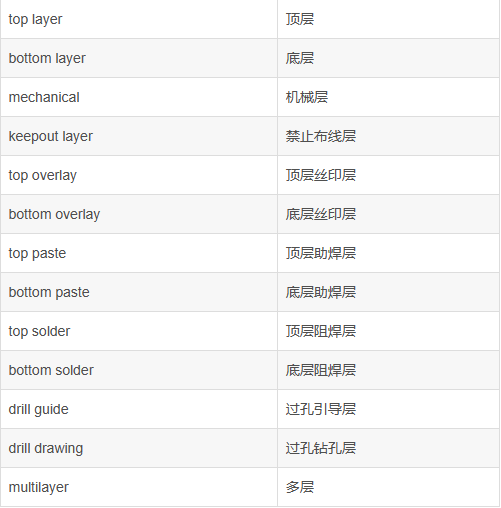 top layer 顶层
bottom layer 底层
mechanical 机械层
keepout layer 禁止布线层
top overlay 顶层丝印层
bottom overlay 底层丝印层
top paste 顶层助焊层
bottom paste 底层助焊层
top solder 顶层阻焊层
bottom solder 底层阻焊层
drill guide 过孔引导层
drill drawing 过孔钻孔层
multilayer 多层